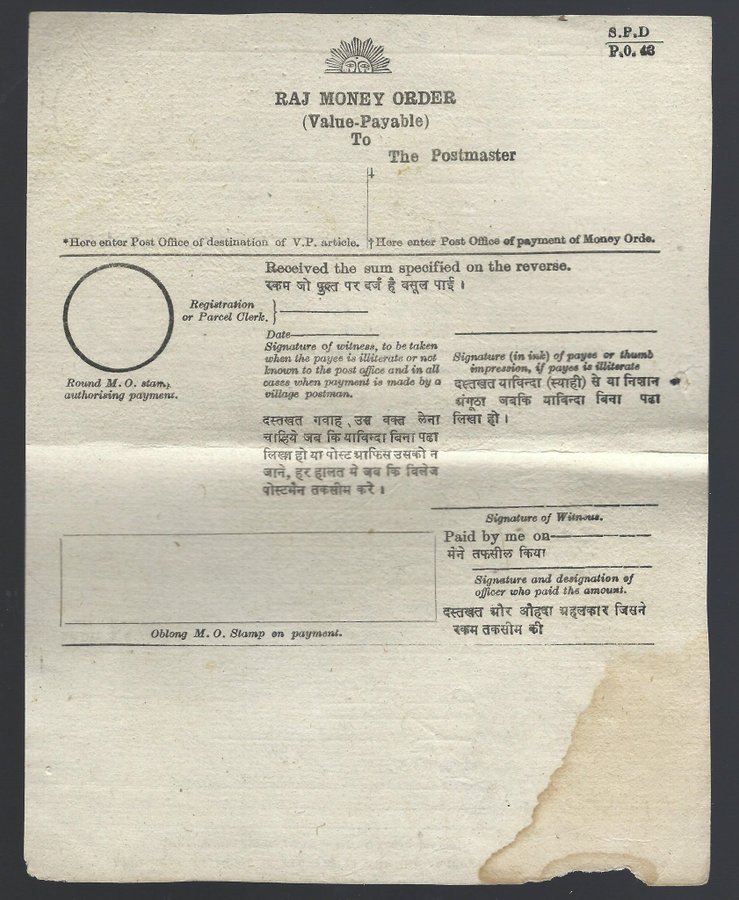 S.P.D
P.O. 43
RAJ MONEY ORDER
(Value-Payable)
To
The Postmaster
†
*Here enter Post Office of destination of V.P. article.
†Here enter Post Office of payment of Money Orde.
Received the sum specified on the reverse.
रकम जो पुश्त पर दर्ज है वसूल पाई ।
Registration
or Parcel Clerk.
Date
Round M. O. stamp
authorising payment.
Signature of witness, to be taken
when the payee is illiterate or not
known to the post office and in all
cases when payment is made by a
village postman.
दस्तखत गवाह, उस वक्त लेना
चाहिये जब कि याबिन्दा बिना पढा
लिखा हो या पोस्ट आफिस उसको न
जाने, हर हालत मे जब कि विलेज
पोस्टमैन तकसीम करे ।
Signature (in ink) of payee or thumb
impression, if payee is illiterate
दस्तखत याविन्दा (स्याही) से या निशान
अंगूठा जबकि याबिन्दा बिना पढा
लिखा हो ।
Signature of Witness.
Paid by me on
मेंने तफसील किया
Signature and designation of
officer who paid the amount.
दस्तखत और औहदा अहलकार जिसने
रकम तकसीम की
Oblong M. O. Stamp on payment.